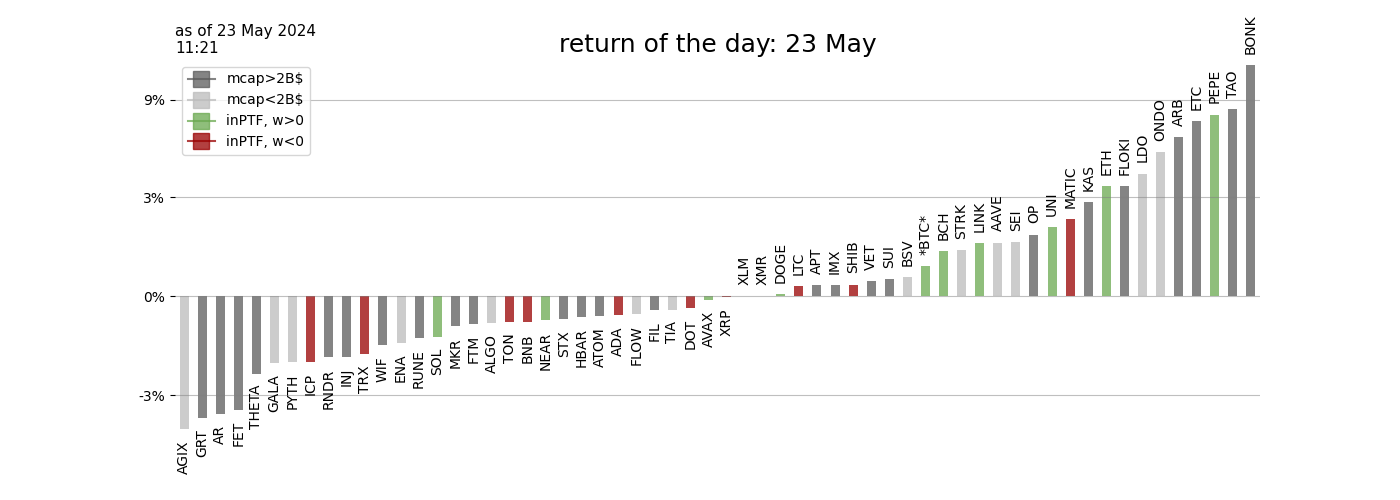 as of 23 May 2024
11:21
return of the day: 23 May
mcap>2B$
mcap<2B$
inPTF, w>0
inPTF, w<0
9%
3%
0%
-3%
AGIX
GRT
AR
FET
THETA
GALA
PYTH
ICP
RNDR
INJ
TRX
WIF
ENA
RUNE
SOL
MKR
FTM
ALGO
TON
BNB
NEAR
STX
HBAR
ATOM
ADA
FLOW
FIL
TIA
DOT
AVAX
XRP
XLM
XMR
DOGE
LTC
APT
IMX
SHIB
VET
SUI
BSV
*BTC*
BCH
STRK
LINK
AAVE
SEI
OP
UNI
MATIC
KAS
ETH
FLOKI
LDO
ONDO
ARB
ETC
PEPE
TAO
BONK